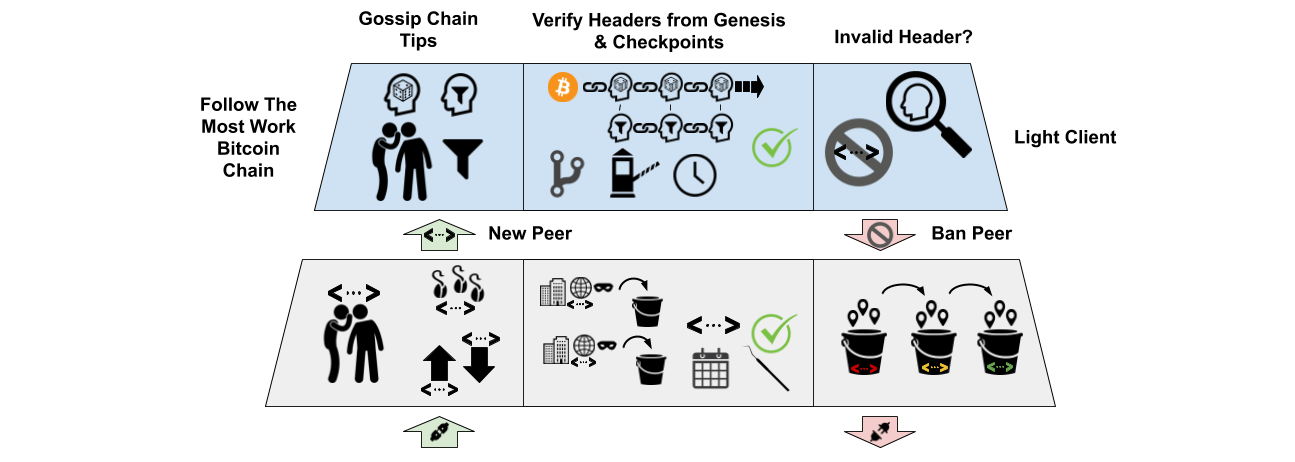 Gossip Chain
Tips
Verify Headers from Genesis
& Checkpoints
Invalid Header?
Follow The
Most Work
Bitcoin
Chain
Light Client
New Peer
Ban Peer